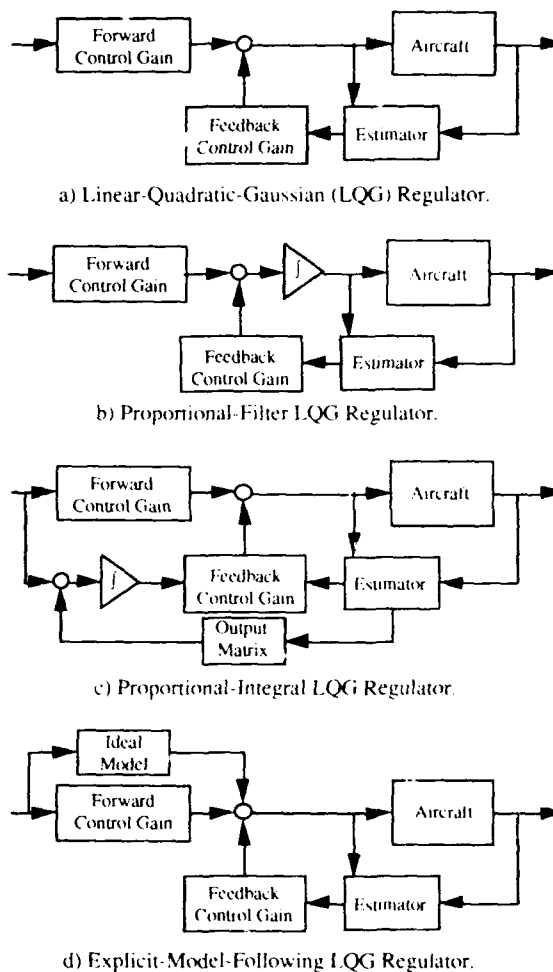 Forward
Control Gain
Aircraft
Feedback
Control Gain
Estimator
a) Linear-Quadratic-Gaussian (LQG) Regulator.
Forward
Control Gain
∫
Aircraft
Feedback
Control Gain
Estimator
b) Proportional-Filter LQG Regulator.
Forward
Control Gain
Aircraft
∫
Feedback
Control Gain
Estimator
Output
Matrix
c) Proportional-Integral LQG Regulator.
Ideal
Model
Forward
Control Gain
Aircraft
Feedback
Control Gain
Estimator
d) Explicit-Model-Following LQG Regulator.